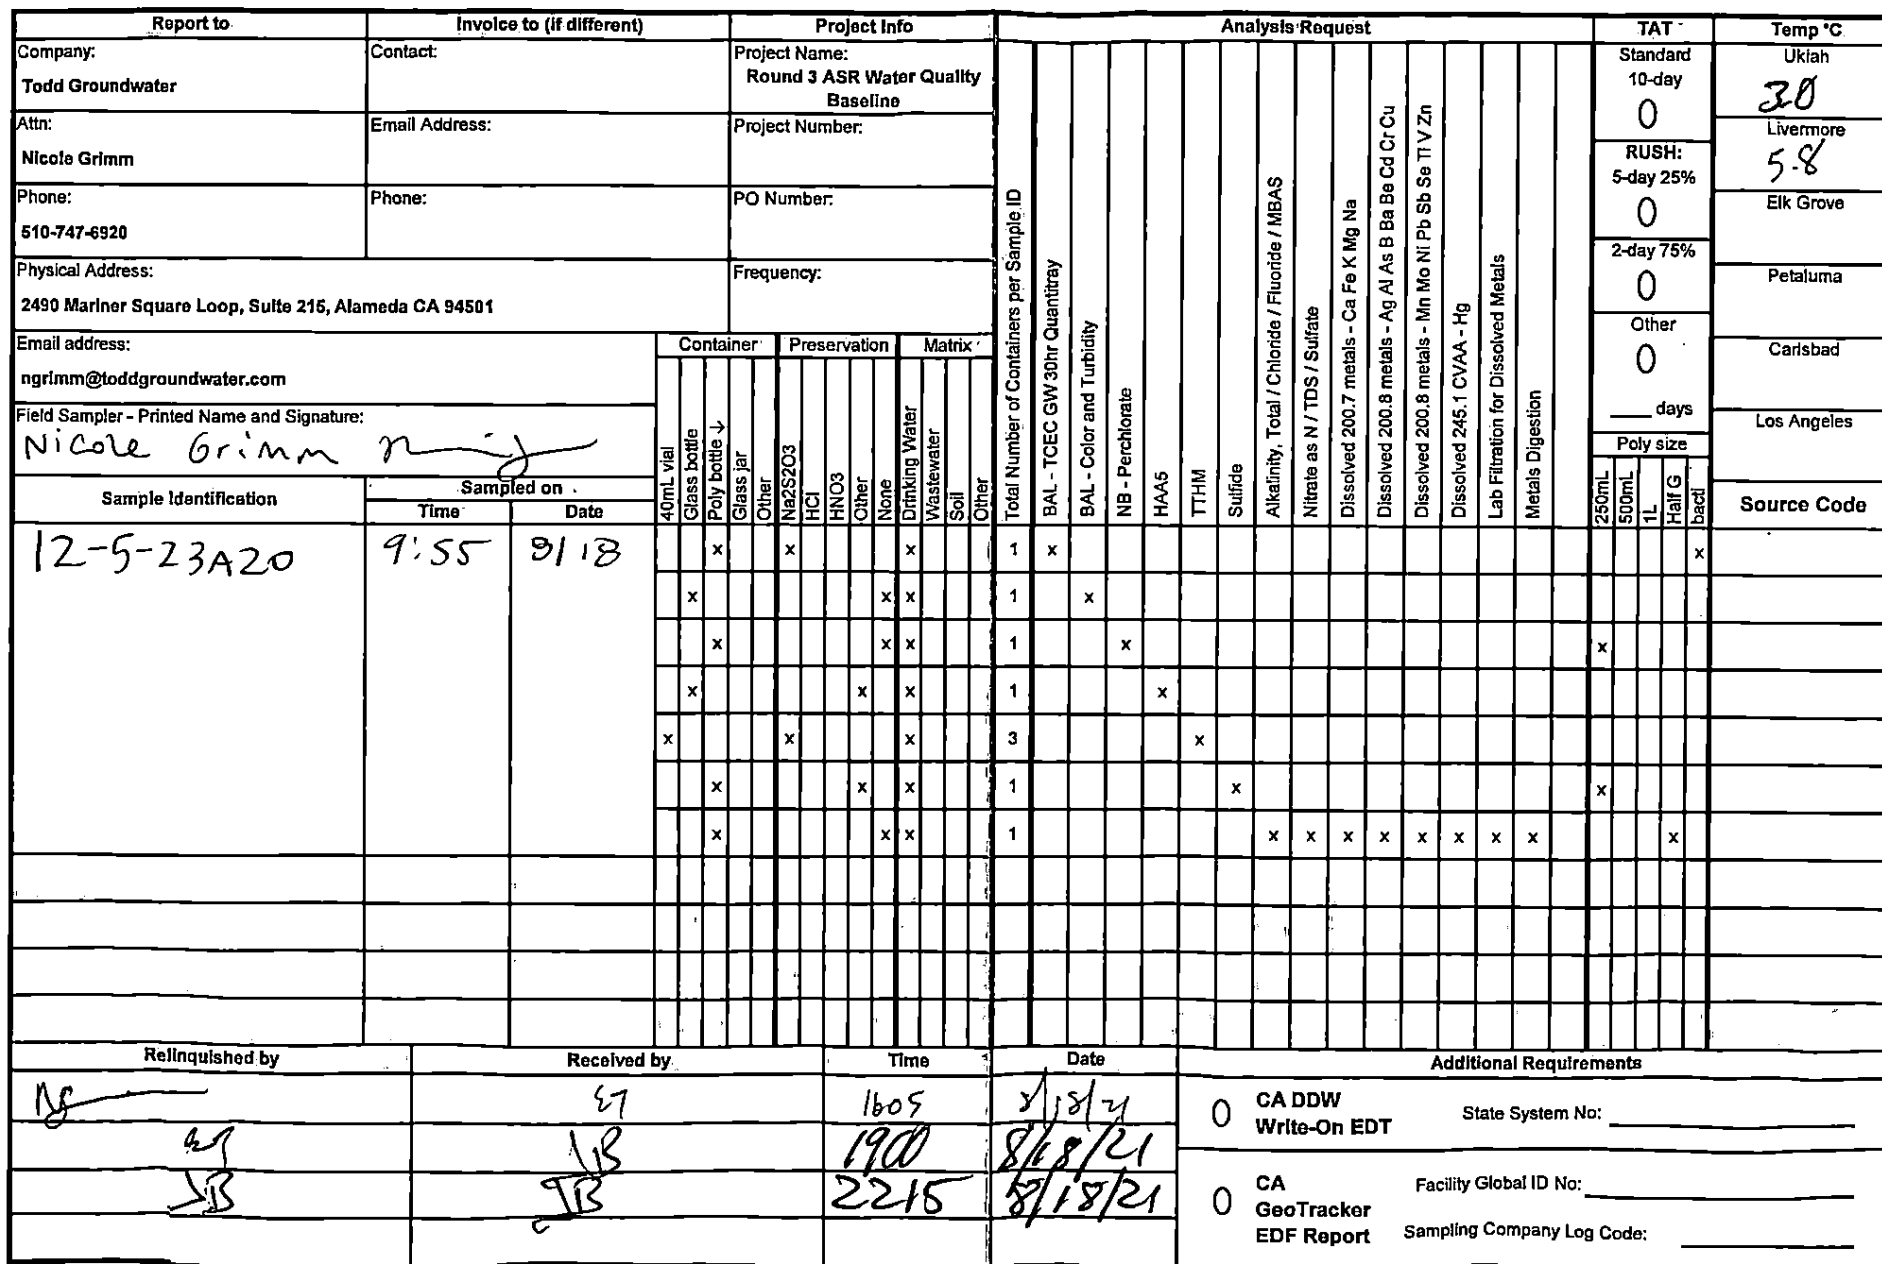 Report to
Invoice to (if different)
Project Info
Analysis Request
TAT
Temp °C
Company:
Todd Groundwater
Contact:
Project Name:
Round 3 ASR Water Quality
Baseline
Attn:
Nicole Grimm
Email Address:
Project Number:
Phone:
510-747-6920
Phone:
PO Number:
Physical Address:
2490 Mariner Square Loop, Suite 215, Alameda CA 94501
Frequency:
Email address:
ngrimm@toddgroundwater.com
Field Sampler - Printed Name and Signature:
Nicole Grimm
Container
Preservation
Matrix
Sample Identification
Sampled on
Time
Date
40mL vial
Glass bottle
Poly bottle ↓
Glass jar
Other
Na2S2O3
HCl
HNO3
Other
None
Drinking Water
Wastewater
Soil
Other
Total Number of Containers per Sample ID
BAL - TCEC GW 30hr Quantitray
BAL - Color and Turbidity
NB - Perchlorate
HAA5
TTHM
Sulfide
Alkalinity, Total / Chloride / Fluoride / MBAS
Nitrate as N / TDS / Sulfate
Dissolved 200.7 metals - Ca Fe K Mg Na
Dissolved 200.8 metals - Ag Al As B Ba Be Cd Cr Cu
Dissolved 200.8 metals - Mn Mo Ni Pb Sb Se Tl V Zn
Dissolved 245.1 CVAA - Hg
Lab Filtration for Dissolved Metals
Metals Digestion
Standard
10-day
RUSH:
5-day 25%
2-day 75%
Other
____ days
Poly size
250mL
500mL
1L
Half G
bacti
Ukiah
3.0
Livermore
5.8
Elk Grove
Petaluma
Carlsbad
Los Angeles
Source Code
12-5-23A20 9:55 8/18 x x x 1 x x
x x x 1 x
x x x 1 x x
x x x 1 x
x x x 3 x
x x x 1 x x
x x x 1 x x x x x x x x x
Relinquished by
Received by
Time
Date
Additional Requirements
1605 8/18/21
JB 1900 8/18/21
JB JB 2215 8/18/21
CA DDW
Write-On EDT
State System No:
CA
GeoTracker
EDF Report
Facility Global ID No:
Sampling Company Log Code: